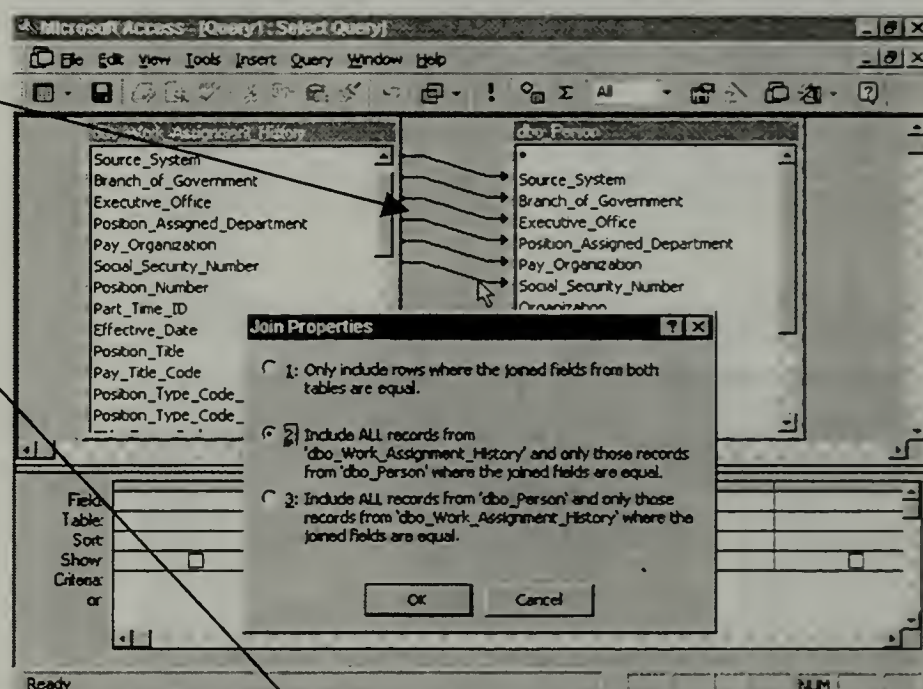 Microsoft Access - [Query1 : Select Query]
File Edit View Tools Insert Query Window Help
All
dbo_Work_Assignment_History
Source_System
Branch_of_Government
Executive_Office
Position_Assigned_Department
Pay_Organization
Social_Security_Number
Position_Number
Part_Time_ID
Effective_Date
Position_Title
Pay_Title_Code
Position_Type_Code_
Position_Type_Code_
dbo_Person
*
Source_System
Branch_of_Government
Executive_Office
Position_Assigned_Department
Pay_Organization
Social_Security_Number
Organization
Join Properties
1: Only include rows where the joined fields from both
tables are equal.
2: Include ALL records from
'dbo_Work_Assignment_History' and only those records
from 'dbo_Person' where the joined fields are equal.
3: Include ALL records from 'dbo_Person' and only those
records from 'dbo_Work_Assignment_History' where the
joined fields are equal.
OK Cancel
Field:
Table:
Sort:
Show:
Criteria:
or
Ready NUM